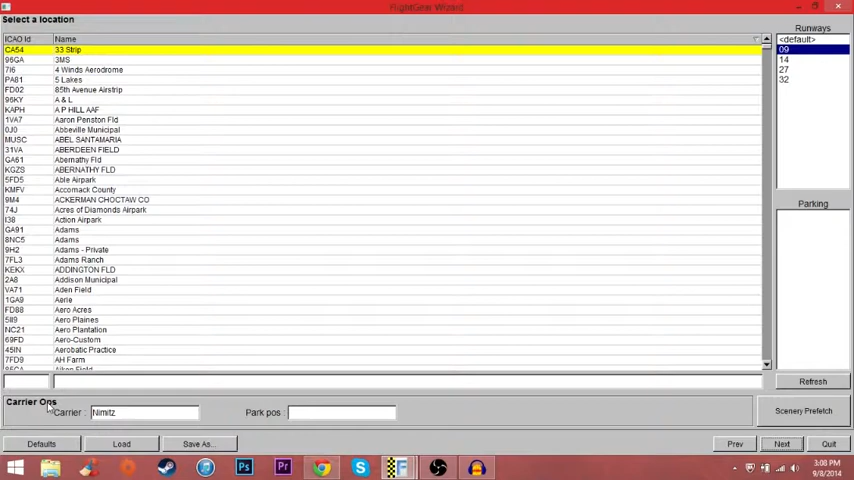 FlightGear Wizard
Select a location
ICAO Id Name
CA54 33 Strip
96GA 3MS
7I6 4 Winds Aerodrome
PA81 5 Lakes
FD02 85th Avenue Airstrip
96KY A & L
KAPH A P HILL AAF
1VA7 Aaron Penston Fld
0J0 Abbeville Municipal
MUSC ABEL SANTAMARIA
31VA ABERDEEN FIELD
GA61 Abernathy Fld
KGZS ABERNATHY FLD
5FD5 Able Airpark
KMFV Accomack County
9M4 ACKERMAN CHOCTAW CO
74J Acres of Diamonds Airpark
I38 Action Airpark
GA91 Adams
8NC5 Adams
9H2 Adams - Private
7FL3 Adams Ranch
KEKX ADDINGTON FLD
2A8 Addison Municipal
VA71 Aden Field
1GA9 Aerie
FD88 Aero Acres
5II9 Aero Plaines
NC21 Aero Plantation
69FD Aero-Custom
45IN Aerobatic Practice
7FD9 AH Farm
85GA Aiken Field
Runways
<default>
09
14
27
32
Parking
Refresh
Carrier Ops
Carrier : Nimitz Park pos :
Scenery Prefetch
Defaults Load Save As... Prev Next Quit
Ps Pr F
3:08 PM
9/8/2014